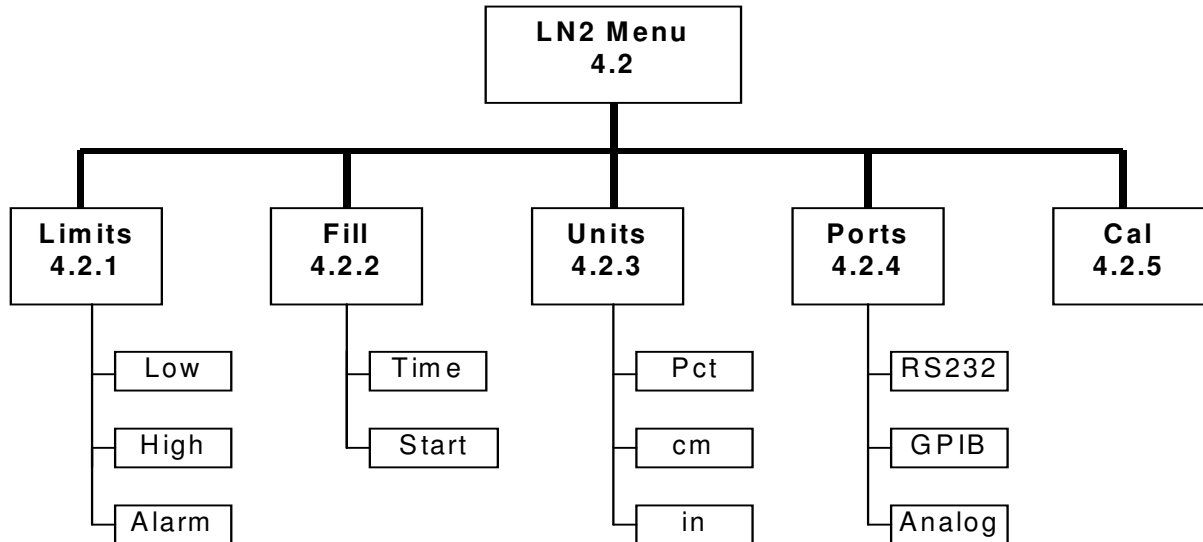 LN2 Menu
4.2
Limits
4.2.1
Fill
4.2.2
Units
4.2.3
Ports
4.2.4
Cal
4.2.5
Low
High
Alarm
Time
Start
Pct
cm
in
RS232
GPIB
Analog